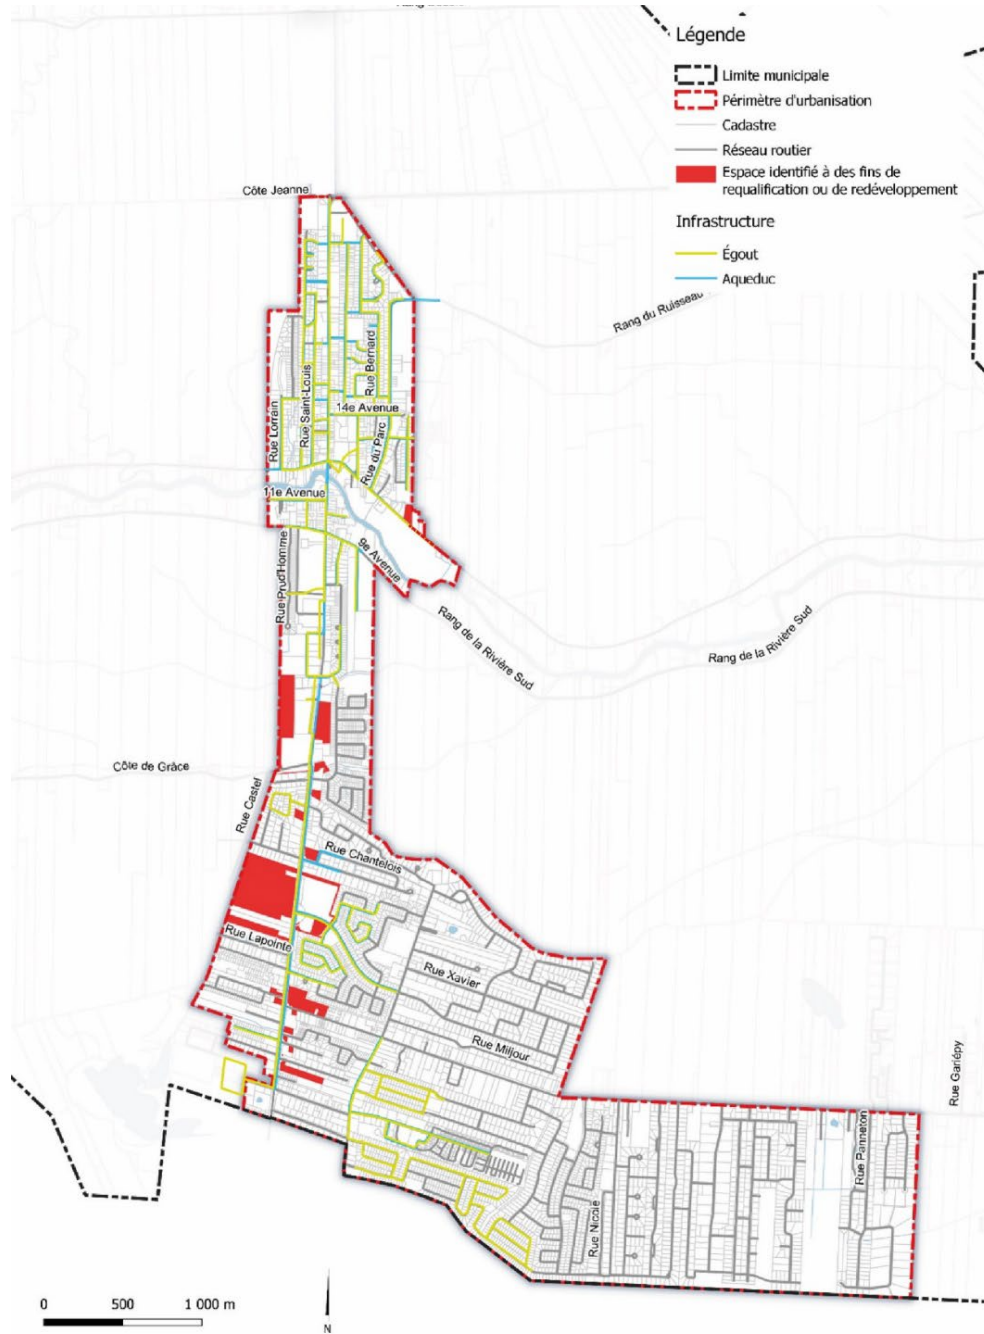 Légende
Limite municipale
Périmètre d'urbanisation
Cadastre
Réseau routier
Espace identifié à des fins de
requalification ou de redéveloppement
Infrastructure
Égout
Aqueduc
Côte Jeanne
Rang du Ruisseau
Rue Bernard
Rue Saint-Louis
14e Avenue
Rue Lorrain
Rue du Parc
11e Avenue
9e Avenue
Rue Prud'Homme
Rang de la Rivière Sud
Rang de la Rivière Sud
Côte de Grâce
Rue Castel
Rue Chantelois
Rue Lapointe
Rue Xavier
Rue Miljour
Rue Gariépy
Rue Panneton
Rue Nicole
0 500 1 000 m
N